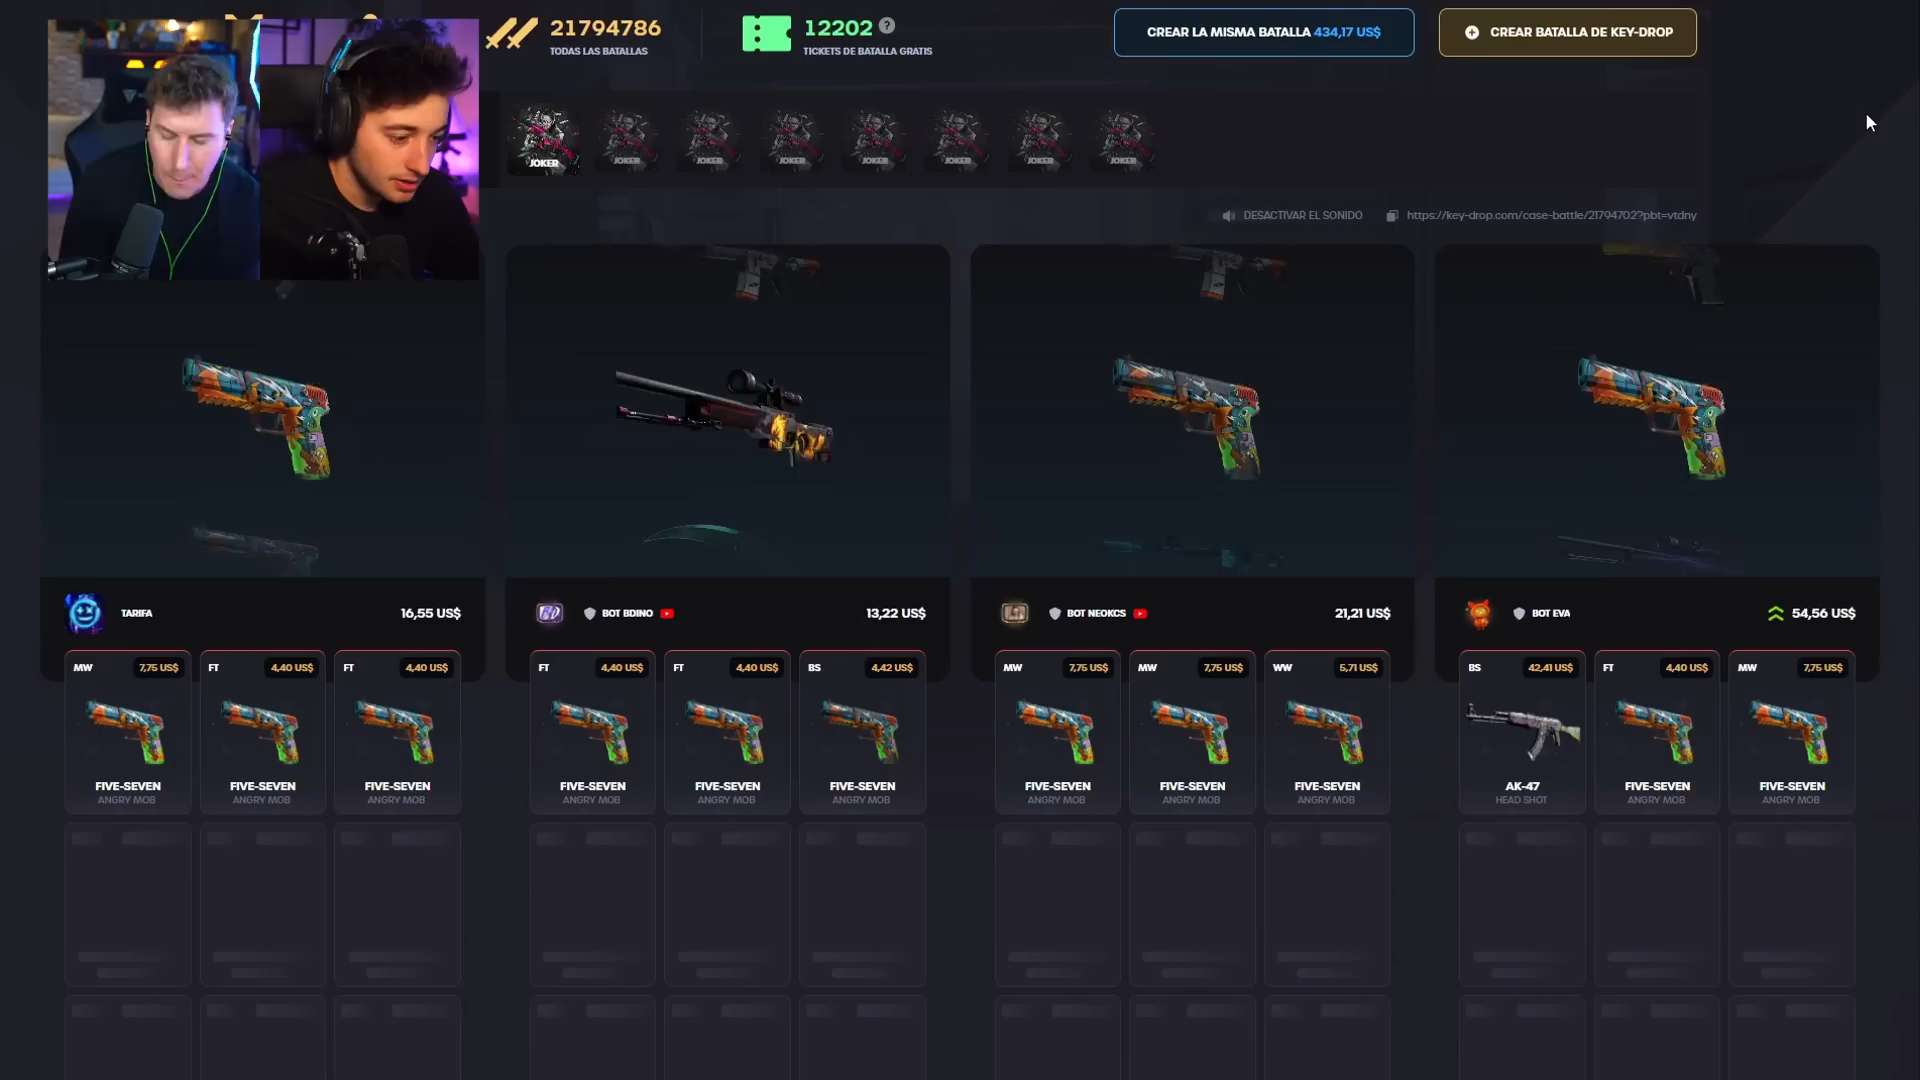 21794786
TODAS LAS BATALLAS
12202 ?
TICKETS DE BATALLA GRATIS
CREAR LA MISMA BATALLA 434,17 US$
CREAR BATALLA DE KEY-DROP
JOKER
JOKER
JOKER
JOKER
JOKER
JOKER
JOKER
JOKER
DESACTIVAR EL SONIDO
https://key-drop.com/case-battle/21794702?pbt=vtdny
TARIFA 16,55 US$
BOT BDINO 13,22 US$
BOT NEOKCS 21,21 US$
BOT EVA 54,56 US$
MW 7,75 US$
FT 4,40 US$
FT 4,40 US$
FT 4,40 US$
FT 4,40 US$
BS 4,42 US$
MW 7,75 US$
MW 7,75 US$
WW 5,71 US$
BS 42,41 US$
FT 4,40 US$
MW 7,75 US$
FIVE-SEVEN
ANGRY MOB
FIVE-SEVEN
ANGRY MOB
FIVE-SEVEN
ANGRY MOB
FIVE-SEVEN
ANGRY MOB
FIVE-SEVEN
ANGRY MOB
FIVE-SEVEN
ANGRY MOB
FIVE-SEVEN
ANGRY MOB
FIVE-SEVEN
ANGRY MOB
FIVE-SEVEN
ANGRY MOB
AK-47
HEAD SHOT
FIVE-SEVEN
ANGRY MOB
FIVE-SEVEN
ANGRY MOB